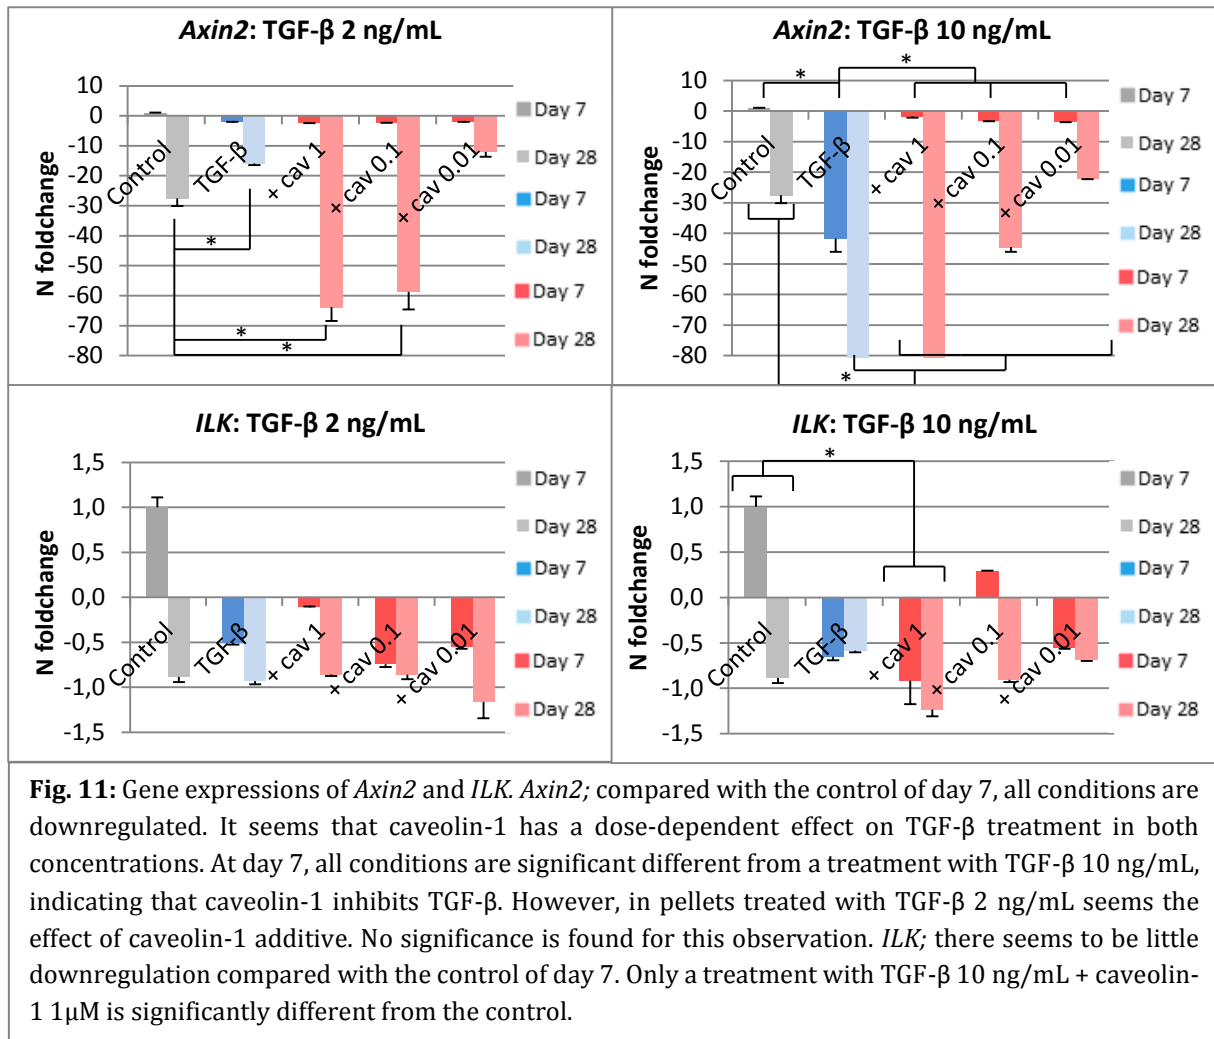 Axin2: TGF-β 2 ng/mL
N foldchange
10
0
-10
-20
-30
-40
-50
-60
-70
-80
Control
TGF-β
+ cav 1
+ cav 0.1
+ cav 0.01
*
*
*
Day 7
Day 28
Day 7
Day 28
Day 7
Day 28
Axin2: TGF-β 10 ng/mL
N foldchange
10
0
-10
-20
-30
-40
-50
-60
-70
-80
Control
TGF-β
+ cav 1
+ cav 0.1
+ cav 0.01
*
*
*
Day 7
Day 28
Day 7
Day 28
Day 7
Day 28
ILK: TGF-β 2 ng/mL
N foldchange
1,5
1,0
0,5
0,0
-0,5
-1,0
-1,5
Control
TGF-β
+ cav 1
+ cav 0.1
+ cav 0.01
Day 7
Day 28
Day 7
Day 28
Day 7
Day 28
ILK: TGF-β 10 ng/mL
N foldchange
1,5
1,0
0,5
0,0
-0,5
-1,0
-1,5
Control
TGF-β
+ cav 1
+ cav 0.1
+ cav 0.01
*
Day 7
Day 28
Day 7
Day 28
Day 7
Day 28
Fig. 11: Gene expressions of Axin2 and ILK. Axin2; compared with the control of day 7, all conditions are
downregulated. It seems that caveolin-1 has a dose-dependent effect on TGF-β treatment in both
concentrations. At day 7, all conditions are significant different from a treatment with TGF-β 10 ng/mL,
indicating that caveolin-1 inhibits TGF-β. However, in pellets treated with TGF-β 2 ng/mL seems the
effect of caveolin-1 additive. No significance is found for this observation. ILK; there seems to be little
downregulation compared with the control of day 7. Only a treatment with TGF-β 10 ng/mL + caveolin-
1 1µM is significantly different from the control.